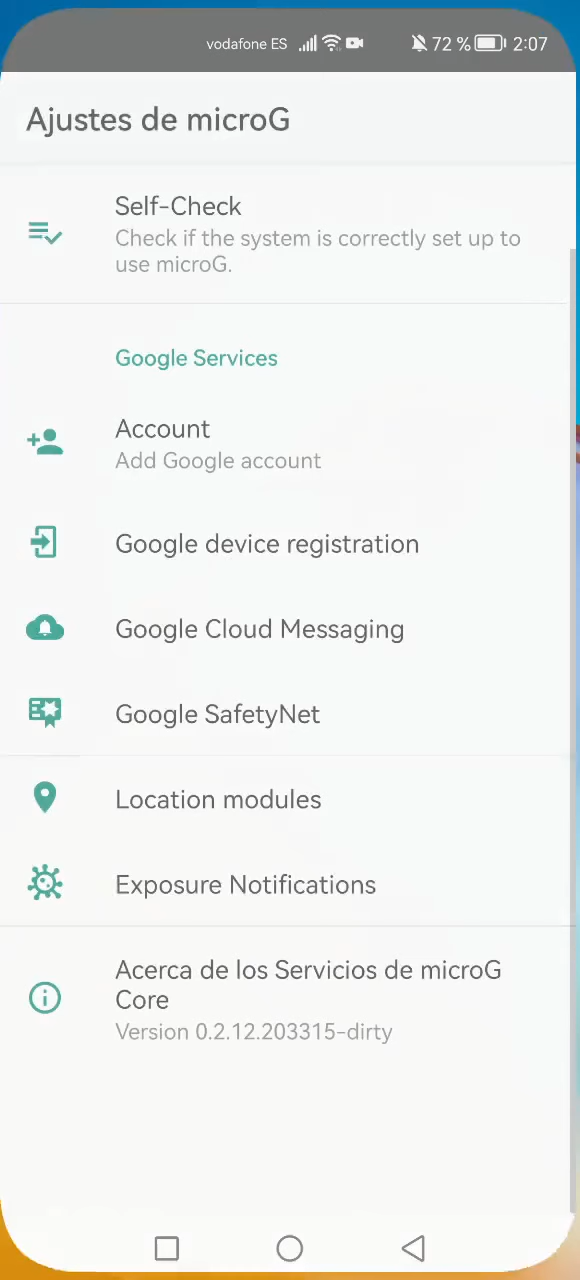 vodafone ES 72 % 2:07
Ajustes de microG
Self-Check
Check if the system is correctly set up to
use microG.
Google Services
Account
Add Google account
Google device registration
Google Cloud Messaging
Google SafetyNet
Location modules
Exposure Notifications
Acerca de los Servicios de microG
Core
Version 0.2.12.203315-dirty